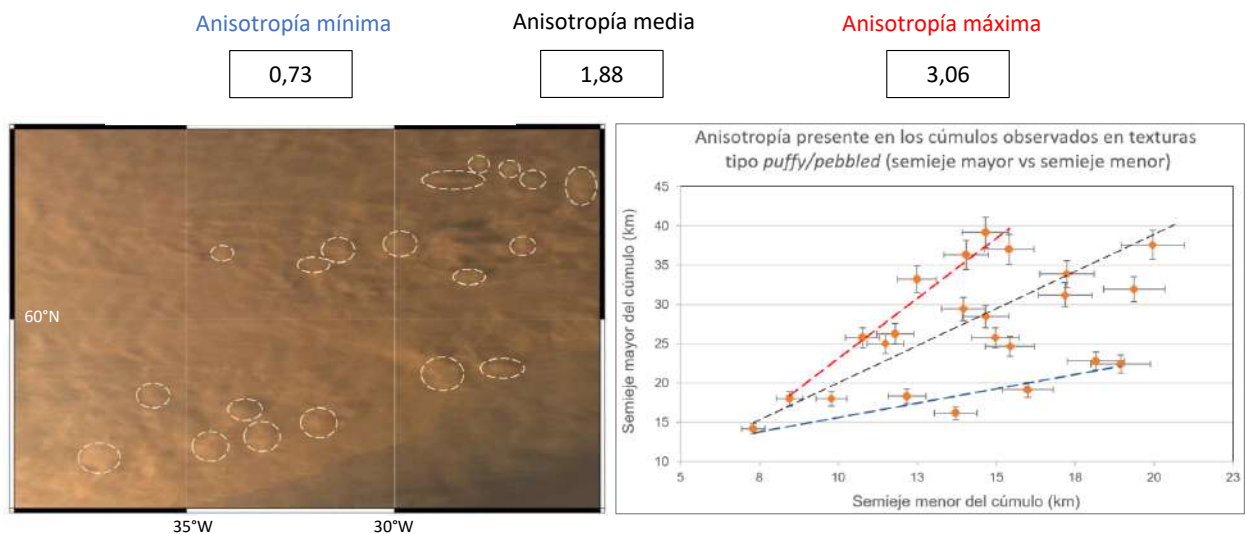 Anisotropía mínima
Anisotropía media
Anisotropía máxima
0,73
1,88
3,06
60°N
35°W
30°W
Anisotropía presente en los cúmulos observados en texturas
tipo puffy/pebbled (semieje mayor vs semieje menor)
Semieje mayor del cúmulo (km)
45
40
35
30
25
20
15
10
5
8
10
13
15
18
20
23
Semieje menor del cúmulo (km)